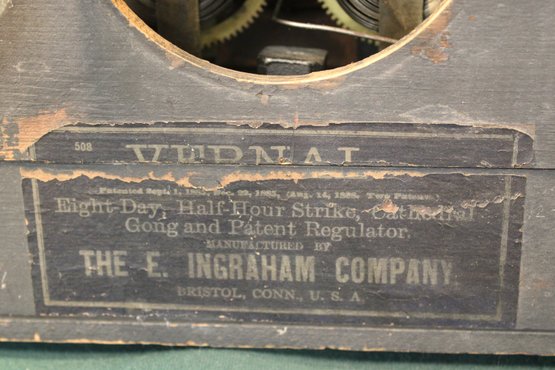 508
VERNAL
Patented Sept. 1, 1885, Two Patents.
Eight-Day, Half-Hour Strike, Cathedral
Gong and Patent Regulator.
MANUFACTURED BY
THE E. INGRAHAM COMPANY,
BRISTOL, CONN., U. S. A.